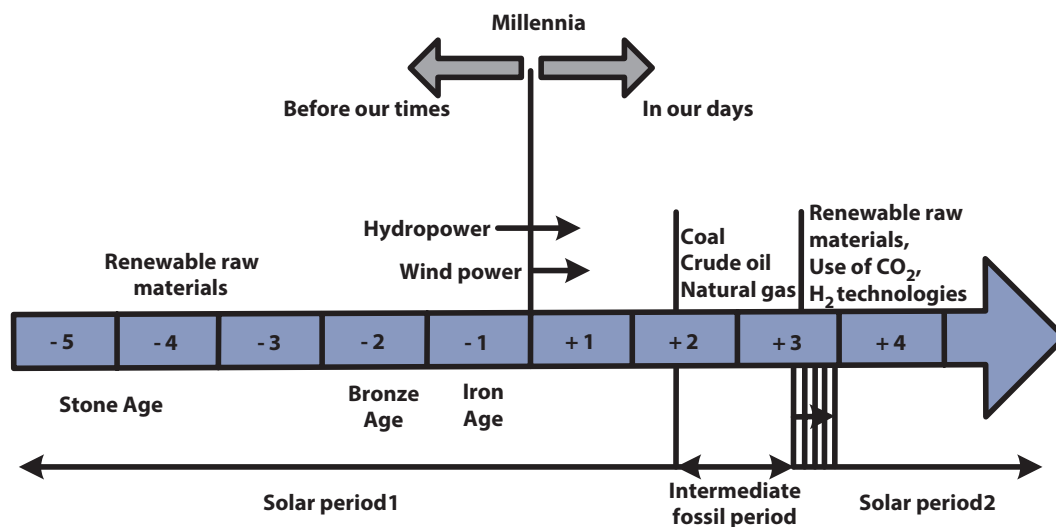 Millennia
Before our times
In our days
Hydropower
Wind power
Renewable raw
materials
Coal
Crude oil
Natural gas
Renewable raw
materials,
Use of CO₂,
H₂ technologies
- 5
- 4
- 3
- 2
- 1
+ 1
+ 2
+ 3
+ 4
Stone Age
Bronze
Age
Iron
Age
Solar period1
Intermediate
fossil period
Solar period2